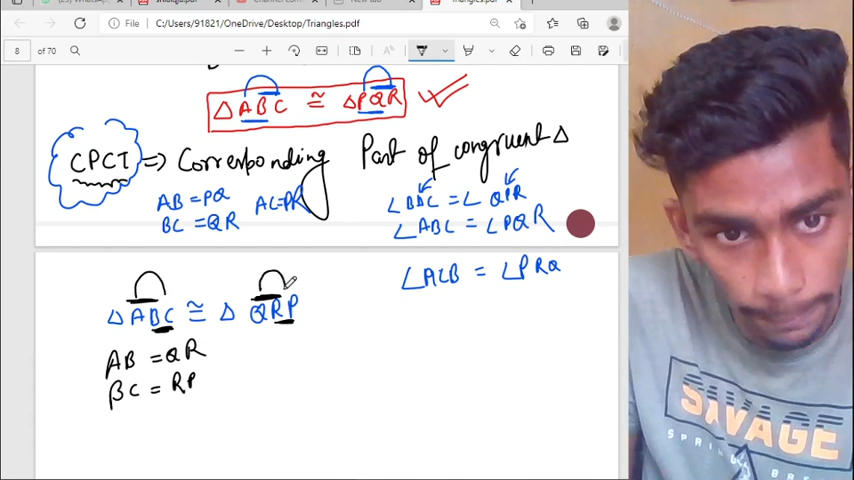 C:/Users/91821/OneDrive/Desktop/Triangles.pdf
8 of 70
△ABC ≅ △PQR
CPCT ⇒ Corresponding Part of congruent △
AB = PQ AC=PR
BC = QR
∠BAC = ∠QPR
∠ABC = ∠PQR
∠ACB = ∠PRQ
△ABC ≅ △QRP
AB = QR
BC = RP
SAVAGE